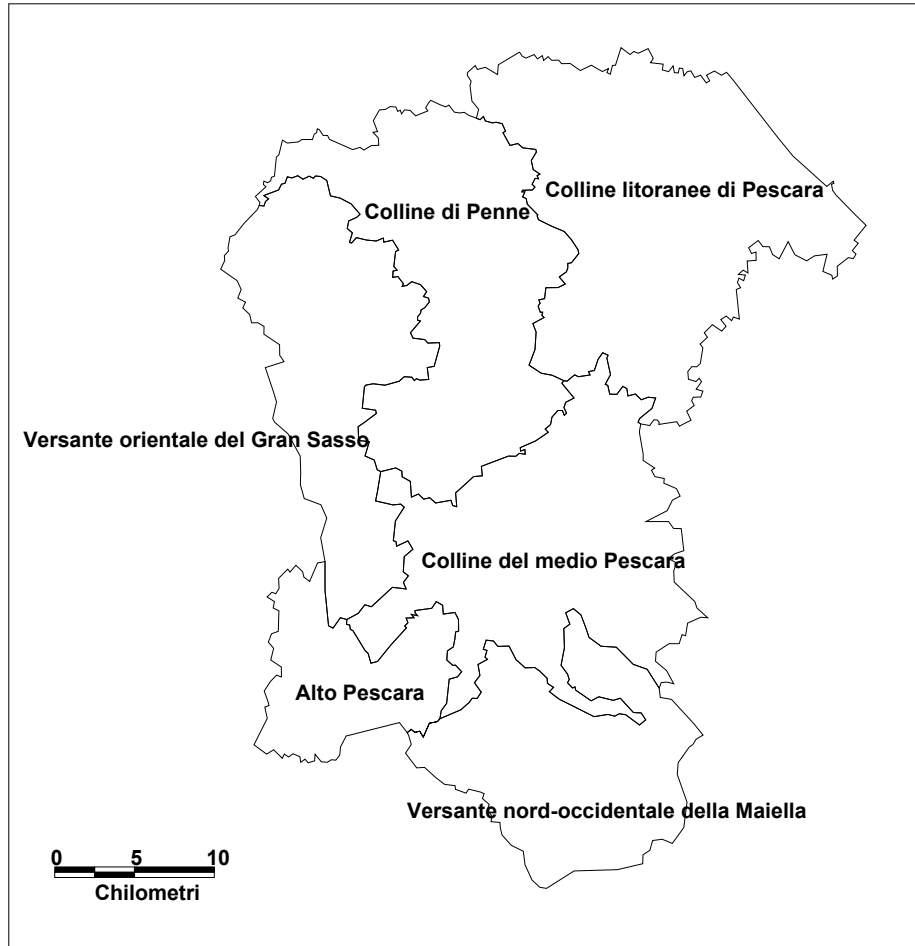 Colline litoranee di Pescara
Colline di Penne
Versante orientale del Gran Sasso
Colline del medio Pescara
Alto Pescara
Versante nord-occidentale della Maiella
0 5 10
Chilometri